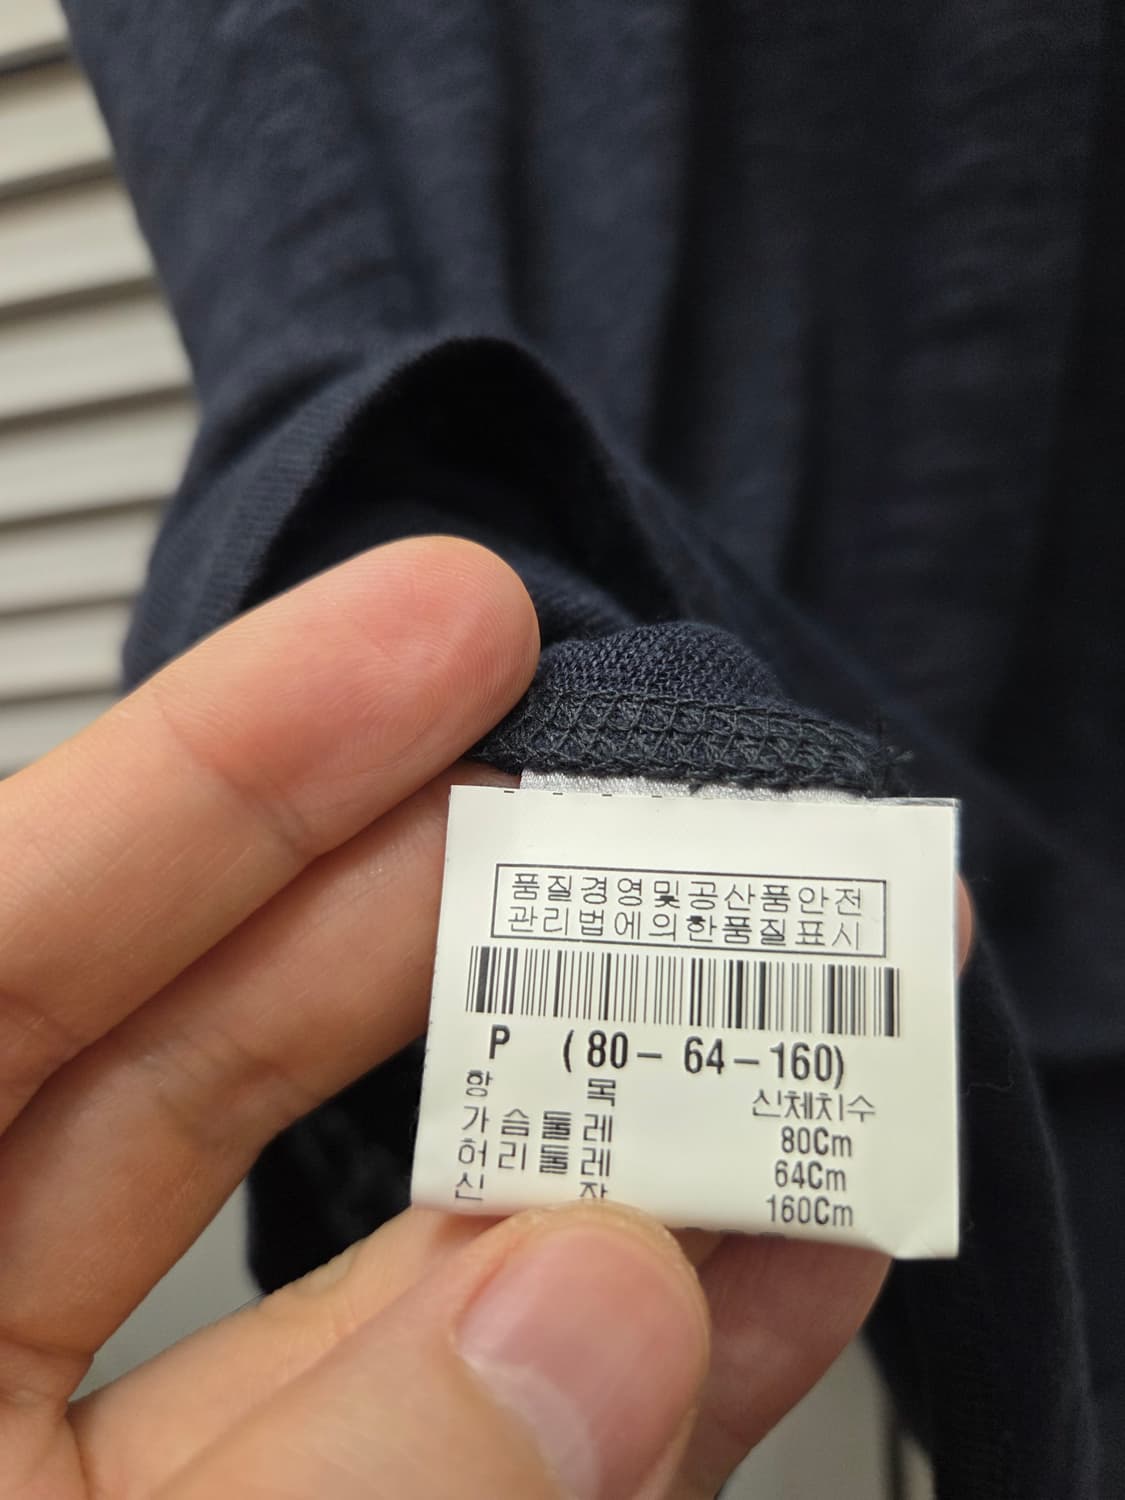 품질경영및공산품안전
관리법에의한품질표시
P (80-64-160)
항 목 신체치수
가슴둘레 80Cm
허리둘레 64Cm
신 장 160Cm